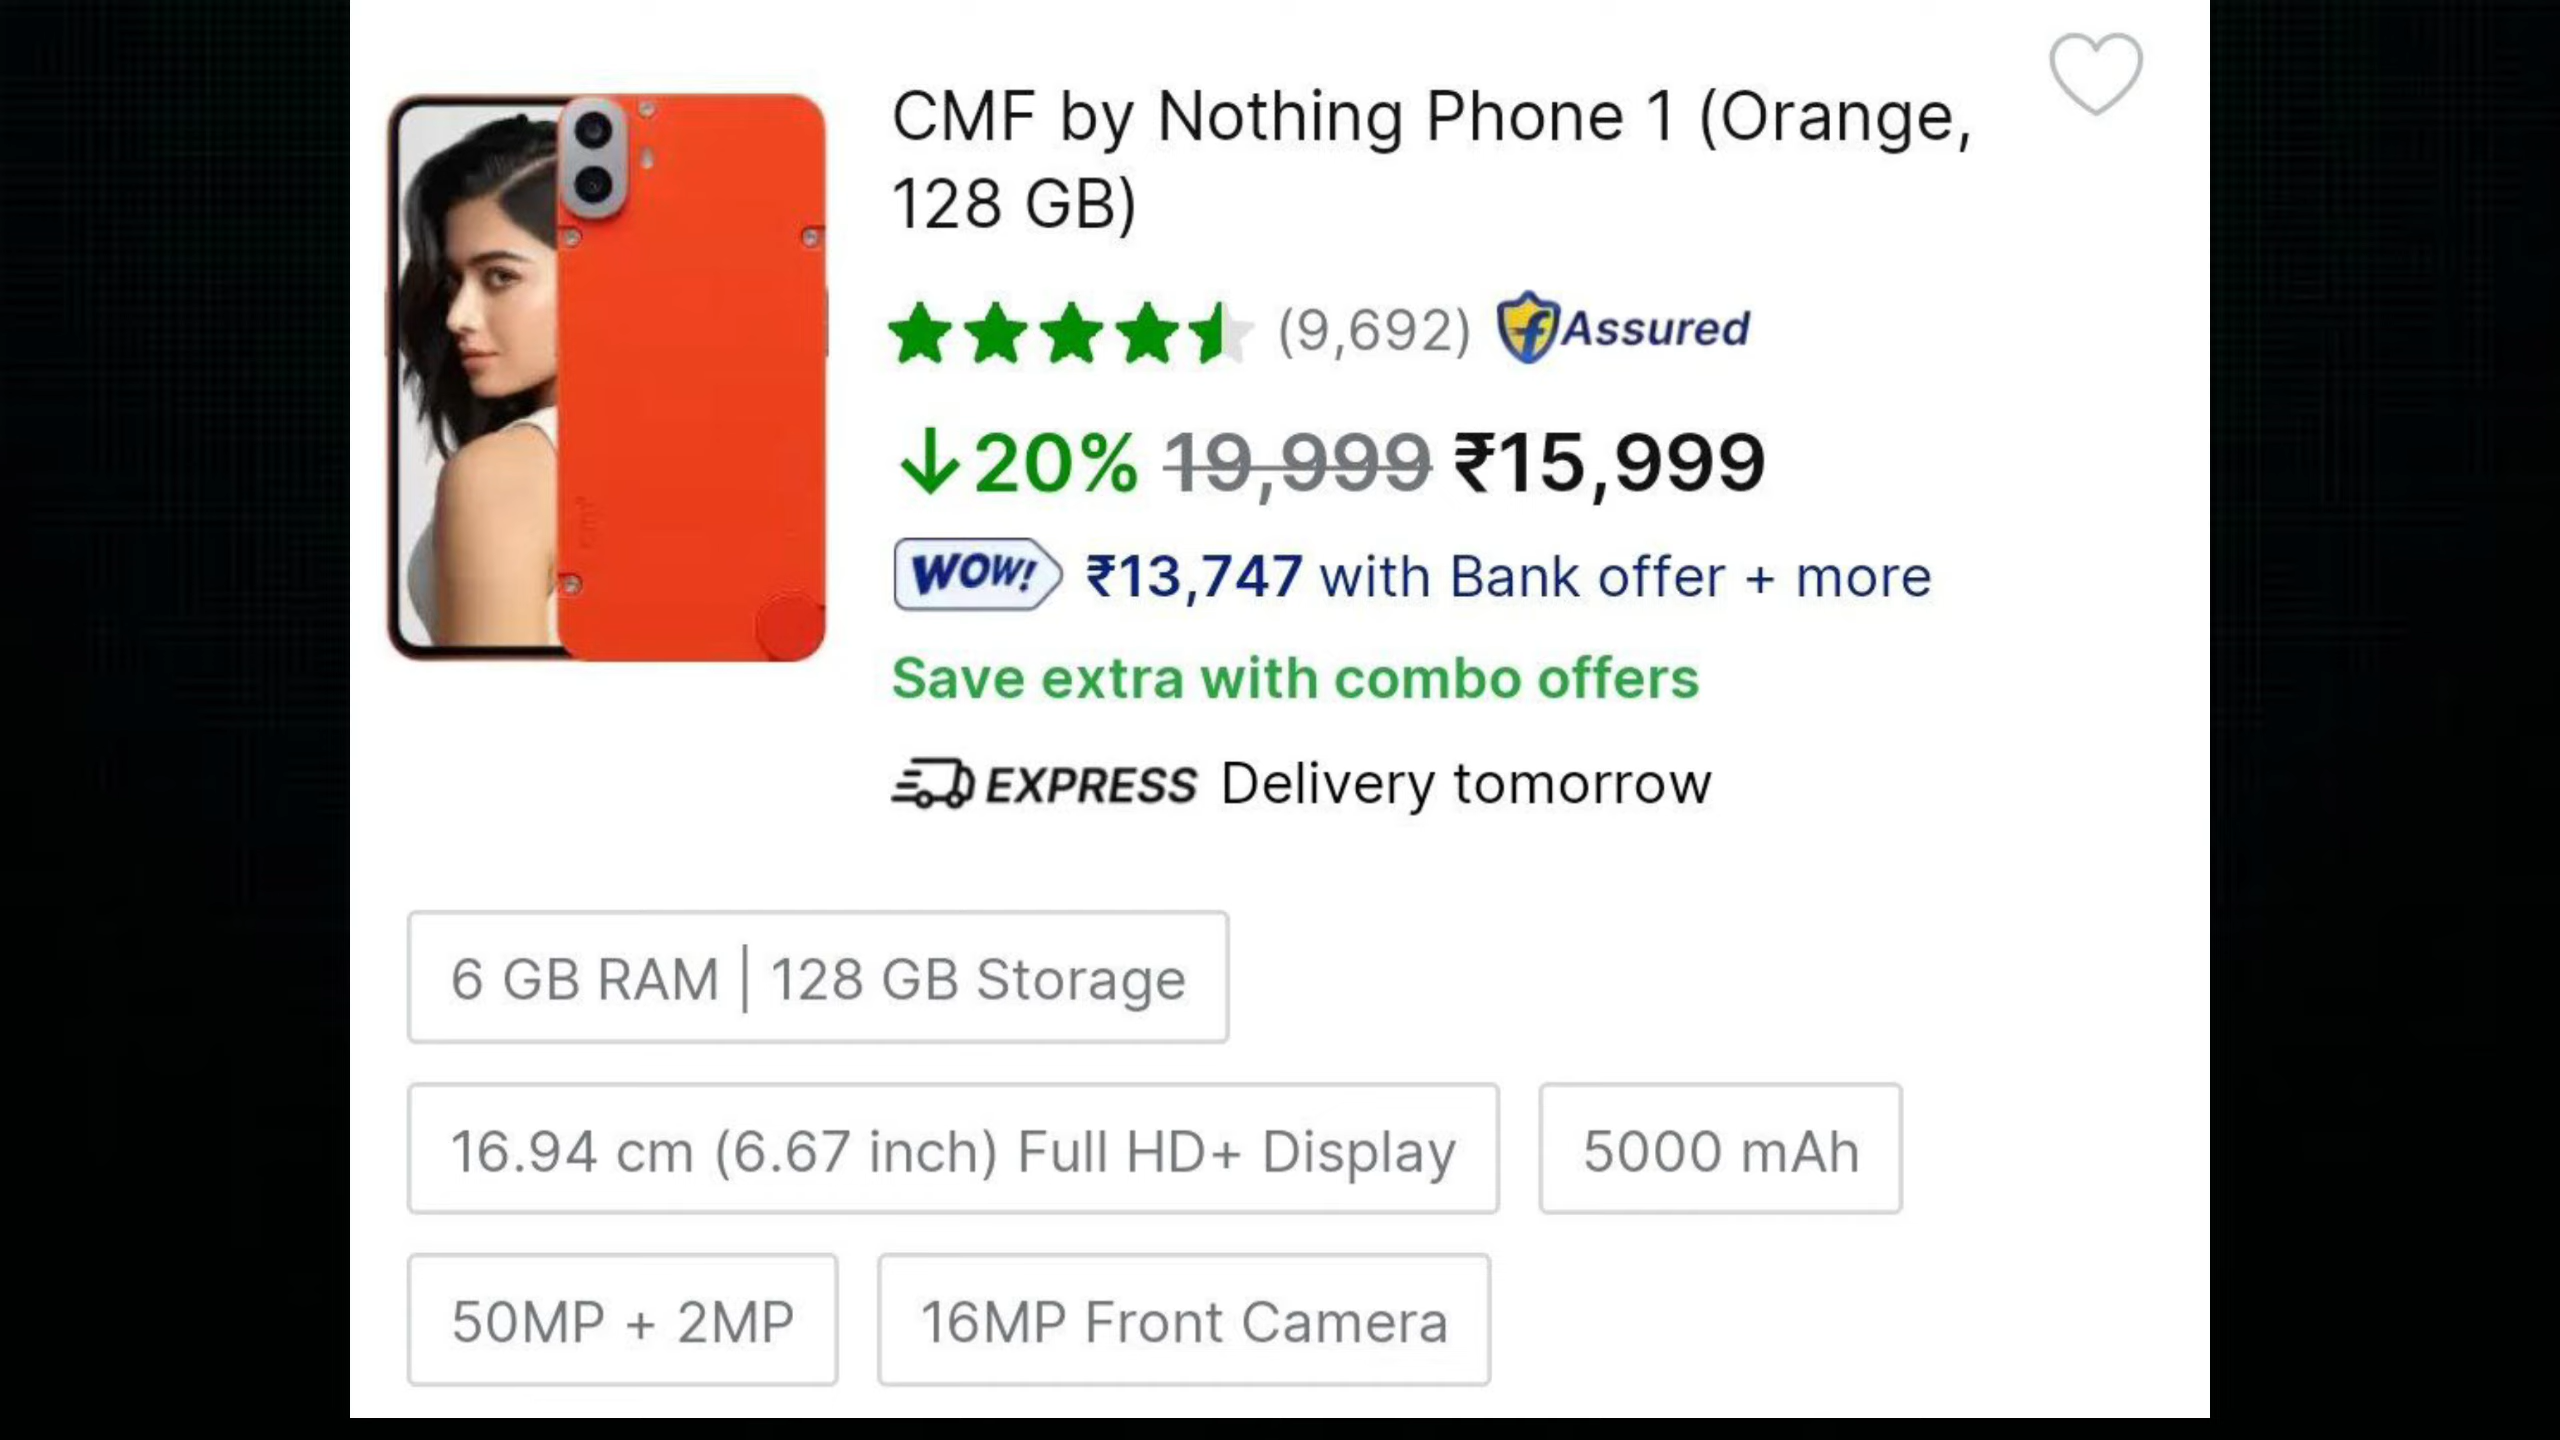 CMF by Nothing Phone 1 (Orange,
128 GB)
(9,692) Assured
↓20% 19,999 ₹15,999
WOW! ₹13,747 with Bank offer + more
Save extra with combo offers
EXPRESS Delivery tomorrow
6 GB RAM | 128 GB Storage
16.94 cm (6.67 inch) Full HD+ Display 5000 mAh
50MP + 2MP 16MP Front Camera